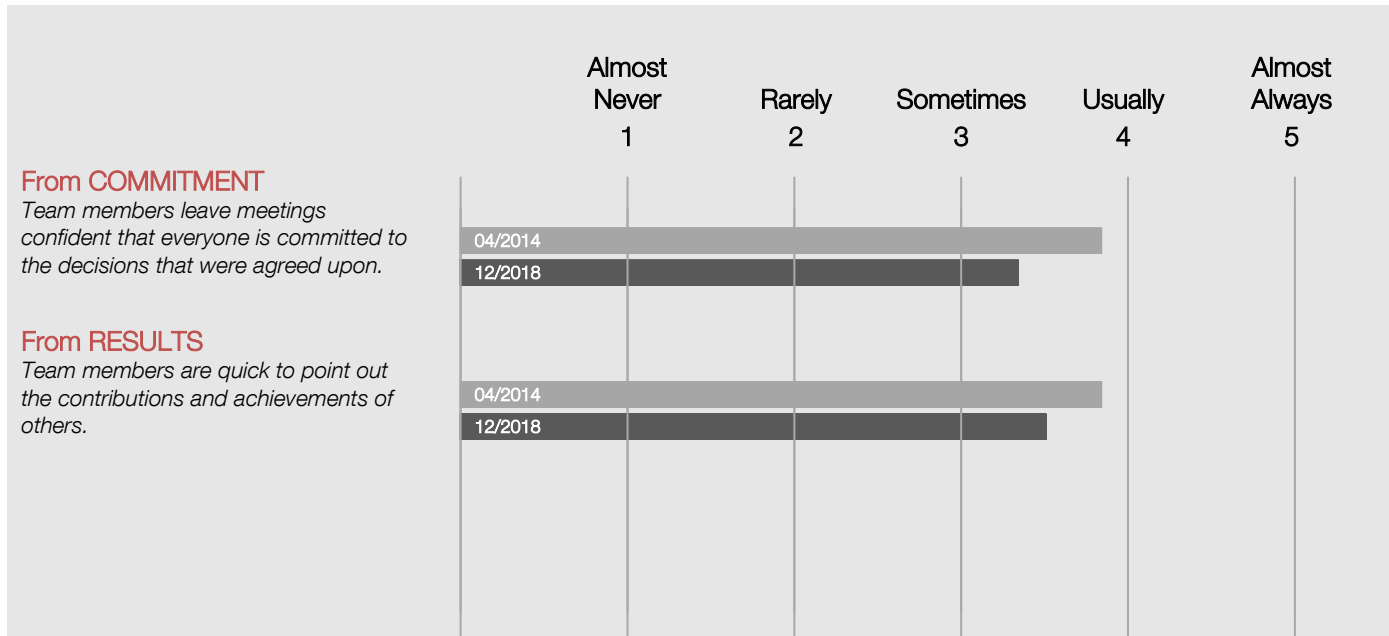 Almost
Never
Rarely
Sometimes
Usually
Almost
Always
1
2
3
4
5
From COMMITMENT
Team members leave meetings
confident that everyone is committed to
the decisions that were agreed upon.
04/2014
12/2018
From RESULTS
Team members are quick to point out
the contributions and achievements of
others.
04/2014
12/2018